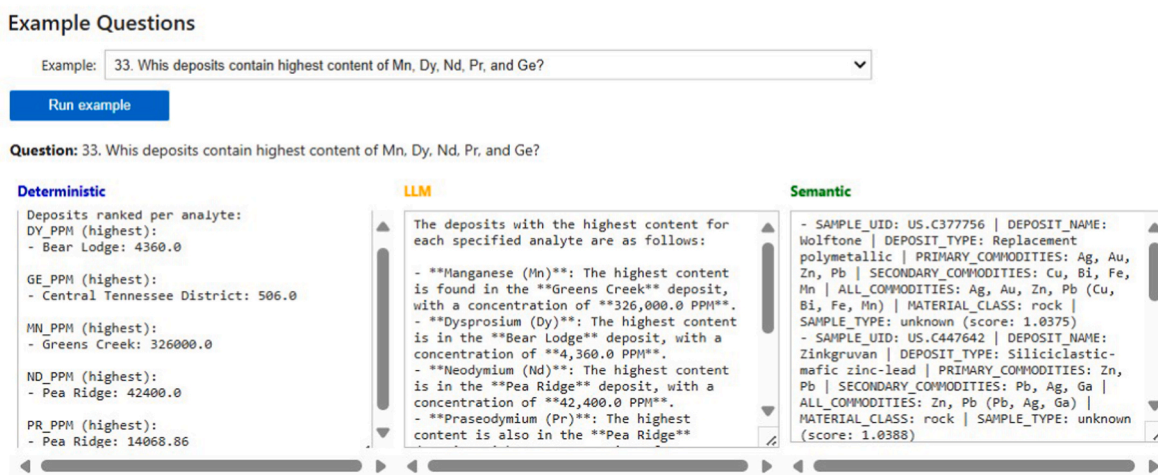 Example Questions
Example: 33. Whis deposits contain highest content of Mn, Dy, Nd, Pr, and Ge?
Run example
Question: 33. Whis deposits contain highest content of Mn, Dy, Nd, Pr, and Ge?
Deterministic
Deposits ranked per analyte:
DY_PPM (highest):
- Bear Lodge: 4360.0
GE_PPM (highest):
- Central Tennessee District: 506.0
MN_PPM (highest):
- Greens Creek: 326000.0
ND_PPM (highest):
- Pea Ridge: 42400.0
PR_PPM (highest):
- Pea Ridge: 14068.86
LLM
The deposits with the highest content for
each specified analyte are as follows:
- **Manganese (Mn)**: The highest content
is found in the **Greens Creek** deposit,
with a concentration of **326,000.0 PPM**.
- **Dysprosium (Dy)**: The highest content
is in the **Bear Lodge** deposit, with a
concentration of **4,360.0 PPM**.
- **Neodymium (Nd)**: The highest content
is in the **Pea Ridge** deposit, with a
concentration of **42,400.0 PPM**.
- **Praseodymium (Pr)**: The highest
content is also in the **Pea Ridge**
Semantic
- SAMPLE_UID: US.C377756 | DEPOSIT_NAME:
Wolftone | DEPOSIT_TYPE: Replacement
polymetallic | PRIMARY_COMMODITIES: Ag, Au,
Zn, Pb | SECONDARY_COMMODITIES: Cu, Bi, Fe,
Mn | ALL_COMMODITIES: Ag, Au, Zn, Pb (Cu,
Bi, Fe, Mn) | MATERIAL_CLASS: rock |
SAMPLE_TYPE: unknown (score: 1.0375)
- SAMPLE_UID: US.C447642 | DEPOSIT_NAME:
Zinkgruvan | DEPOSIT_TYPE: Siliciclastic-
mafic zinc-lead | PRIMARY_COMMODITIES: Zn,
Pb | SECONDARY_COMMODITIES: Pb, Ag, Ga |
ALL_COMMODITIES: Zn, Pb (Pb, Ag, Ga) |
MATERIAL_CLASS: rock | SAMPLE_TYPE: unknown
(score: 1.0388)